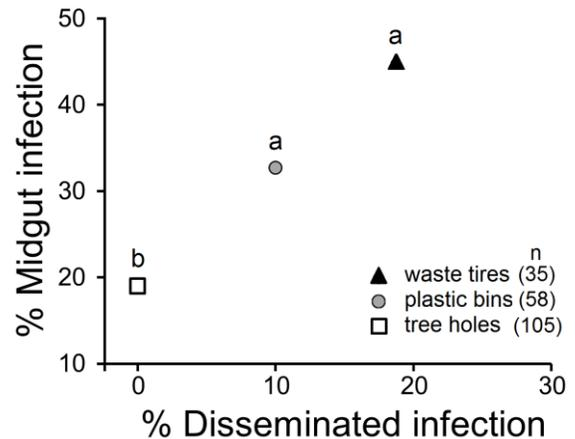 % Midgut infection
50
40
30
20
10
a
a
b
n
waste tires (35)
plastic bins (58)
tree holes (105)
0
10
20
30
% Disseminated infection